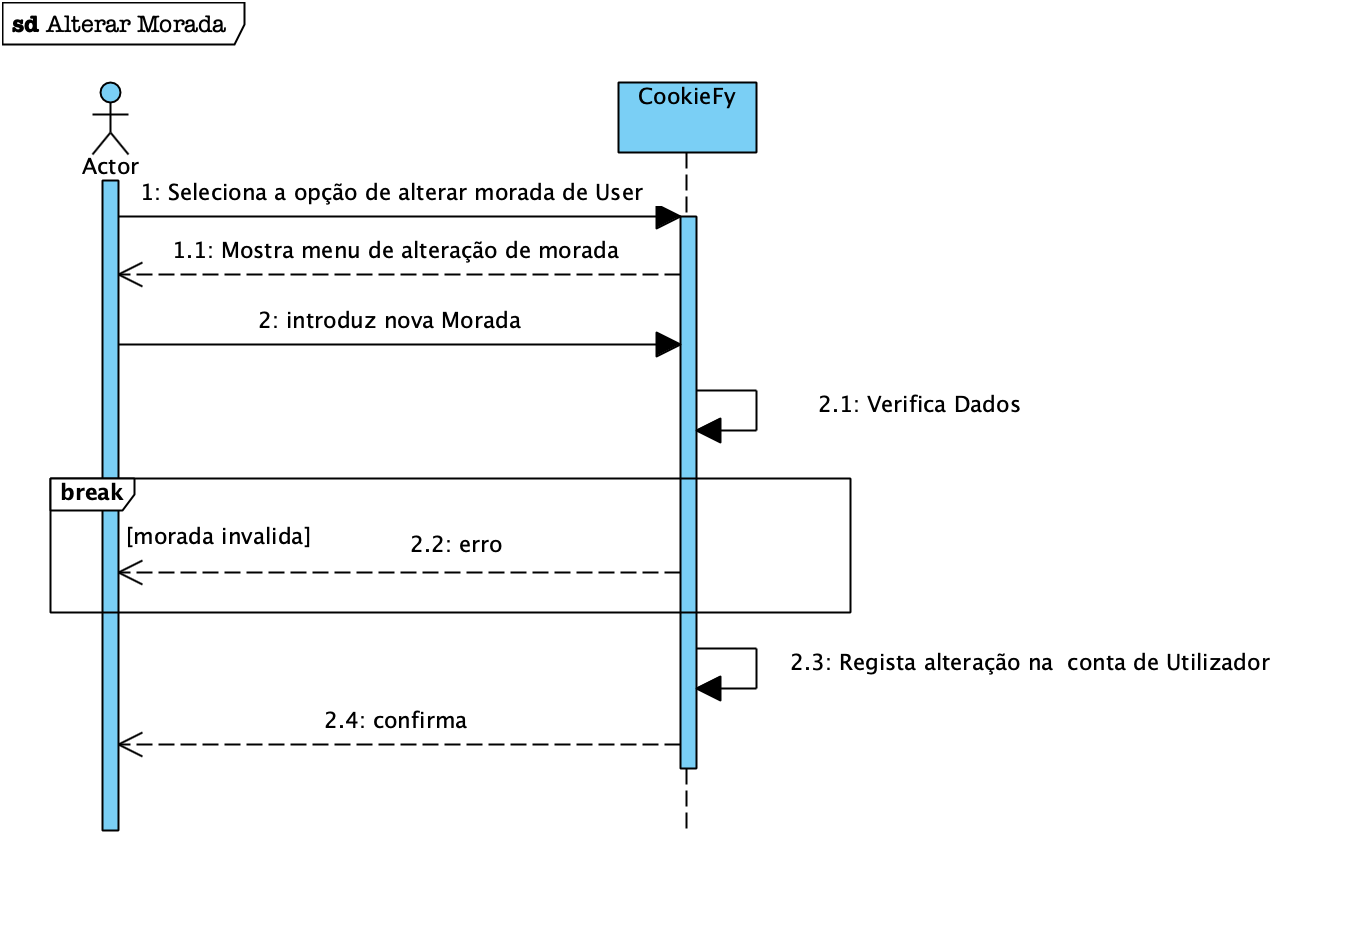 sd Alterar Morada
CookieFy
Actor
1: Seleciona a opção de alterar morada de User
1.1: Mostra menu de alteração de morada
2: introduz nova Morada
2.1: Verifica Dados
break
[morada invalida]
2.2: erro
2.3: Regista alteração na  conta de Utilizador
2.4: confirma